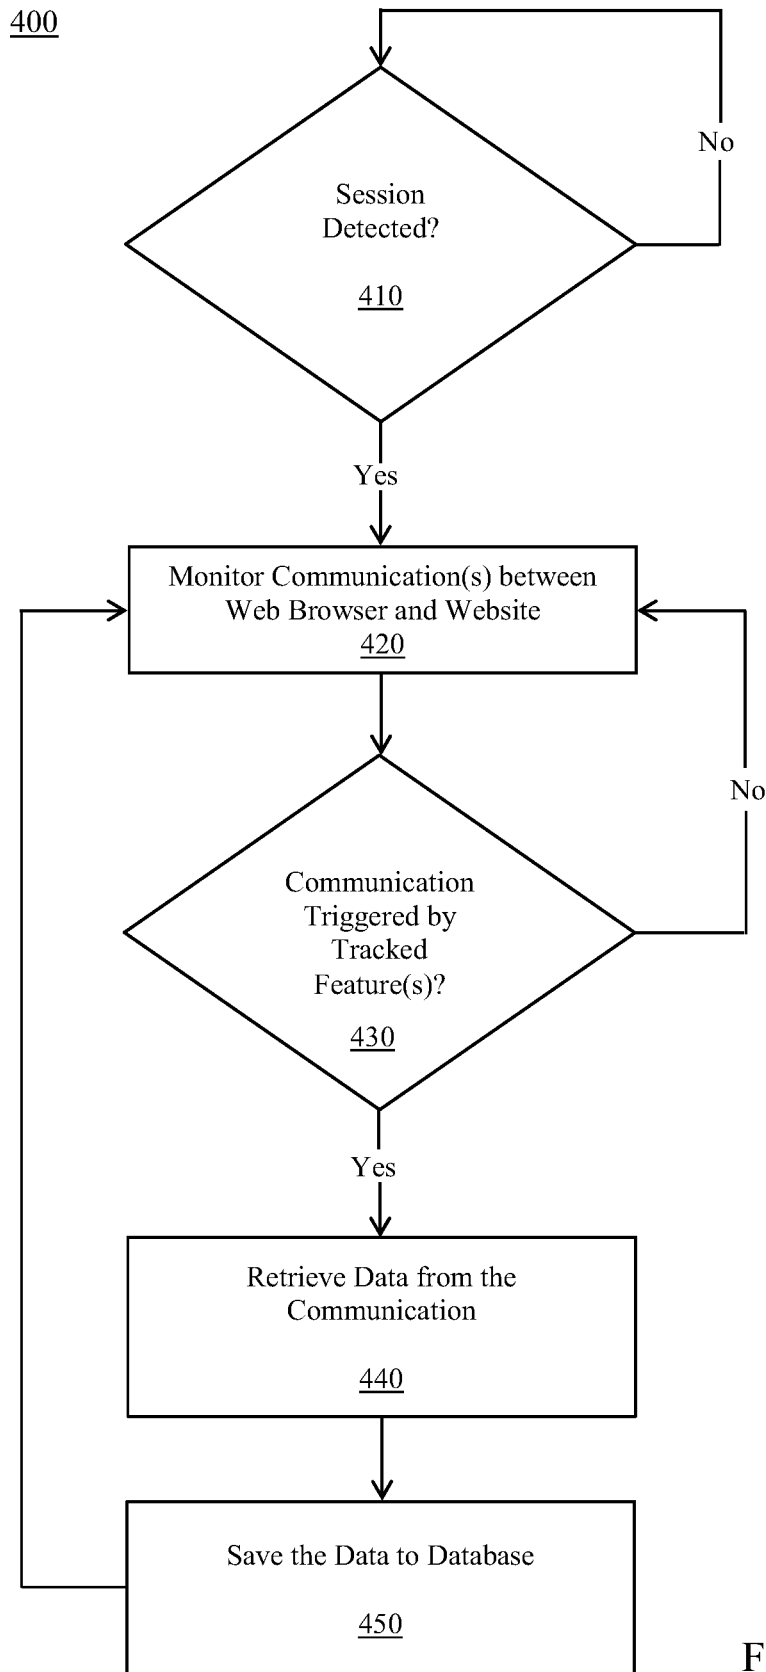 400
No
Session
Detected?
410
Yes
Monitor Communication(s) between
Web Browser and Website
420
No
Communication
Triggered by
Tracked
Feature(s)?
430
Yes
Retrieve Data from the
Communication
440
Save the Data to Database
450
F